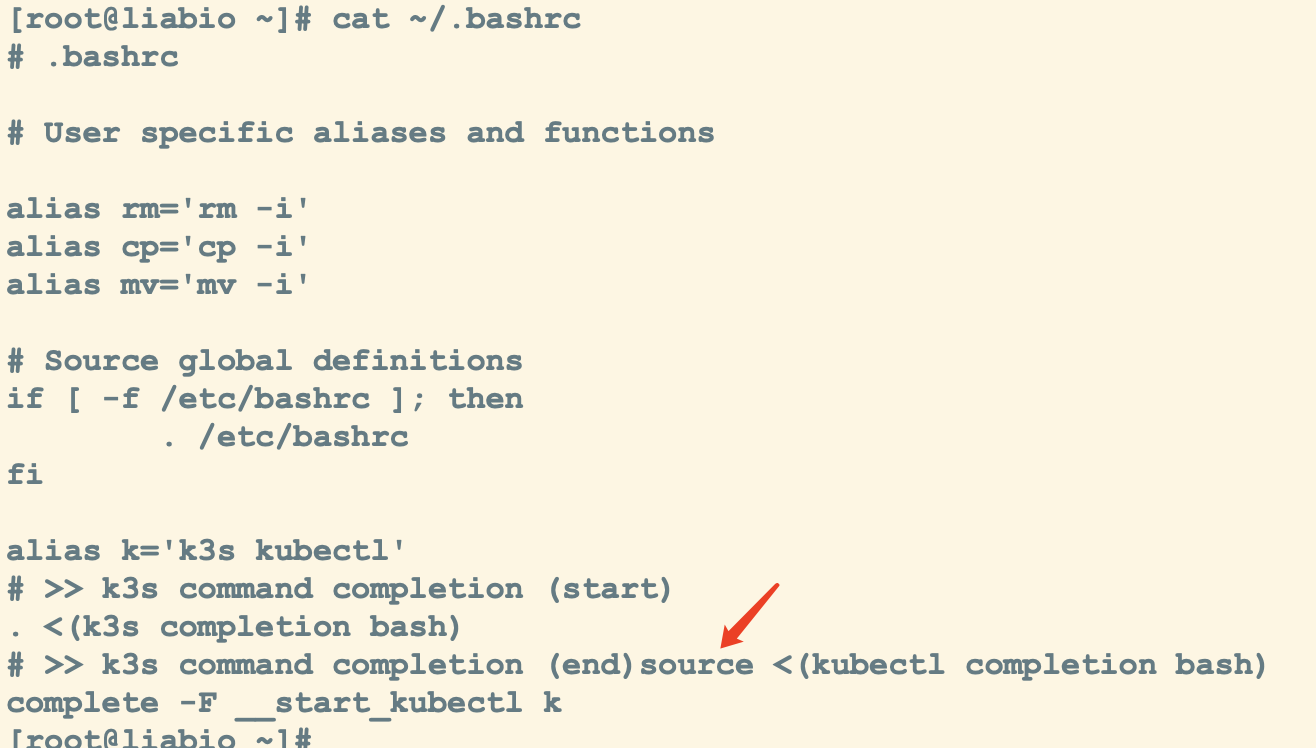 [root@liabio ~]# cat ~/.bashrc
# .bashrc
# User specific aliases and functions
alias rm='rm -i'
alias cp='cp -i'
alias mv='mv -i'
# Source global definitions
if [ -f /etc/bashrc ]; then
        . /etc/bashrc
fi
alias k='k3s kubectl'
# >> k3s command completion (start)
. <(k3s completion bash)
# >> k3s command completion (end)source <(kubectl completion bash)
complete -F __start_kubectl k
[root@liabio ~]#